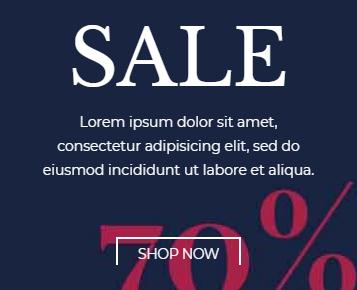 SALE
Lorem ipsum dolor sit amet,
consectetur adipisicing elit, sed do
eiusmod incididunt ut labore et aliqua.
70%
SHOP NOW